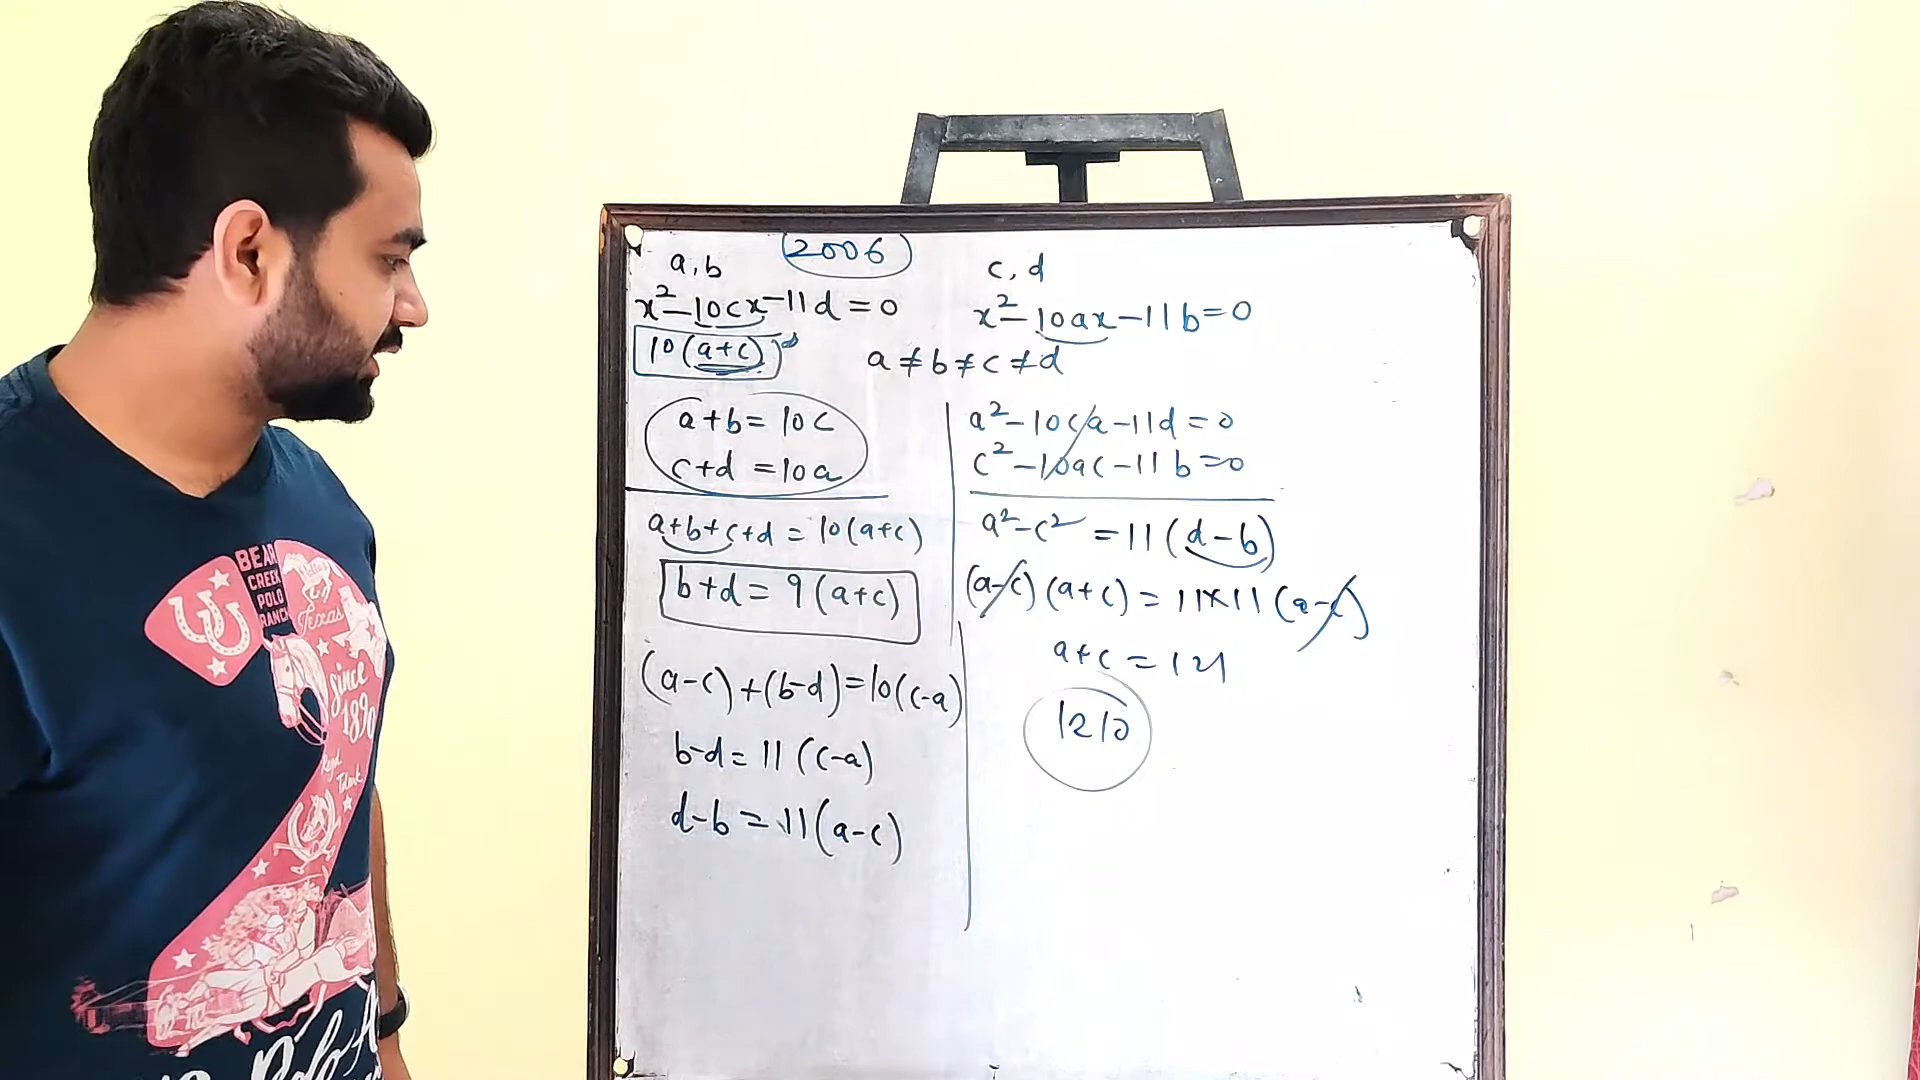 2006
a,b
x²-10cx-11d=0
10(a+c)
c,d
x²-10ax-11b=0
a≠b≠c≠d
a+b=10c
c+d=10a
a+b+c+d=10(a+c)
b+d=9(a+c)
(a-c)+(b-d)=10(c-a)
b-d=11(c-a)
d-b=11(a-c)
a²-10ca-11d=0
c²-10ac-11b=0
a²-c²=11(d-b)
(a-c)(a+c)=11×11(a-c)
a+c=121
1210
BEAR
CREEK
POLO
RANCH
Texas
since
1890